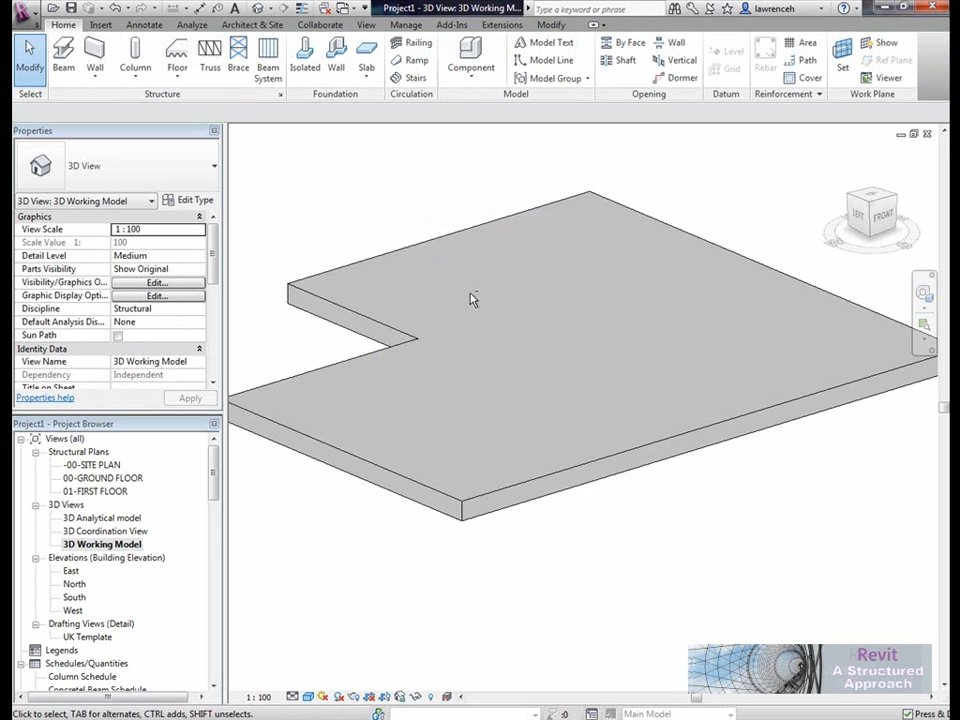 Project1 - 3D View: 3D Working M...
Type a keyword or phrase
lawrenceh
Home
Insert
Annotate
Analyze
Architect & Site
Collaborate
View
Manage
Add-Ins
Extensions
Modify
Modify
Beam
Wall
Column
Floor
Truss
Brace
Beam System
Isolated
Wall
Slab
Railing
Ramp
Stairs
Component
Model Text
Model Line
Model Group
By Face
Shaft
Wall
Vertical
Dormer
Level
Grid
Rebar
Area
Path
Cover
Set
Show
Ref Plane
Viewer
Select
Structure
Foundation
Circulation
Model
Opening
Datum
Reinforcement
Work Plane
Properties
3D View
3D View: 3D Working Model
Edit Type
Graphics
View Scale
1 : 100
Scale Value 1:
100
Detail Level
Medium
Parts Visibility
Show Original
Visibility/Graphics O...
Edit...
Graphic Display Opti...
Edit...
Discipline
Structural
Default Analysis Dis...
None
Sun Path
Identity Data
View Name
3D Working Model
Dependency
Independent
Title on Sheet
Properties help
Apply
Project1 - Project Browser
Views (all)
Structural Plans
-00-SITE PLAN
00-GROUND FLOOR
01-FIRST FLOOR
3D Views
3D Analytical model
3D Coordination View
3D Working Model
Elevations (Building Elevation)
East
North
South
West
Drafting Views (Detail)
UK Template
Legends
Schedules/Quantities
Column Schedule
Concrete Beam Schedule
LEFT
FRONT
Revit
A Structured
Approach
1 : 100
Click to select, TAB for alternates, CTRL adds, SHIFT unselects.
:0
Main Model
Press & D